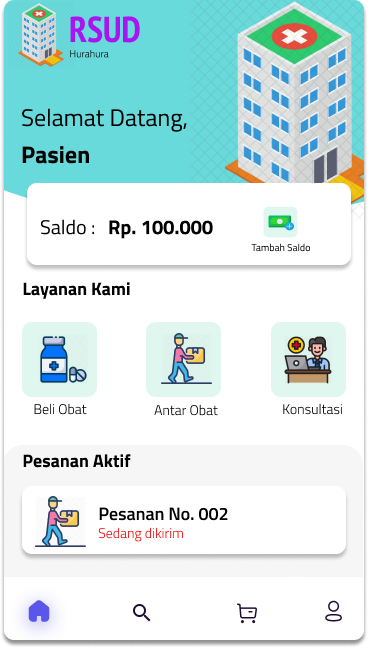 RSUD
Hurahura
Selamat Datang,
Pasien
Saldo : Rp. 100.000
Tambah Saldo
Layanan Kami
Beli Obat
Antar Obat
Konsultasi
Pesanan Aktif
Pesanan No. 002
Sedang dikirim